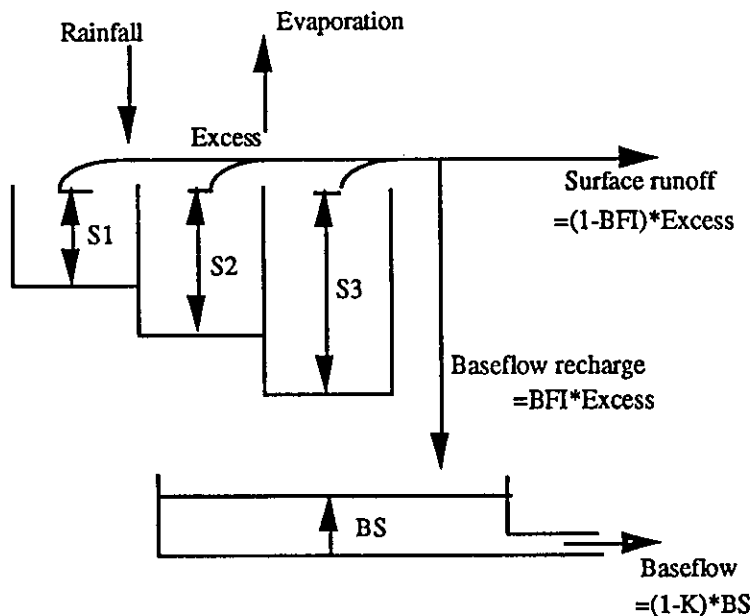 Rainfall
Evaporation
Excess
Surface runoff
=(1-BFI)*Excess
S1
S2
S3
Baseflow recharge
=BFI*Excess
BS
Baseflow
=(1-K)*BS